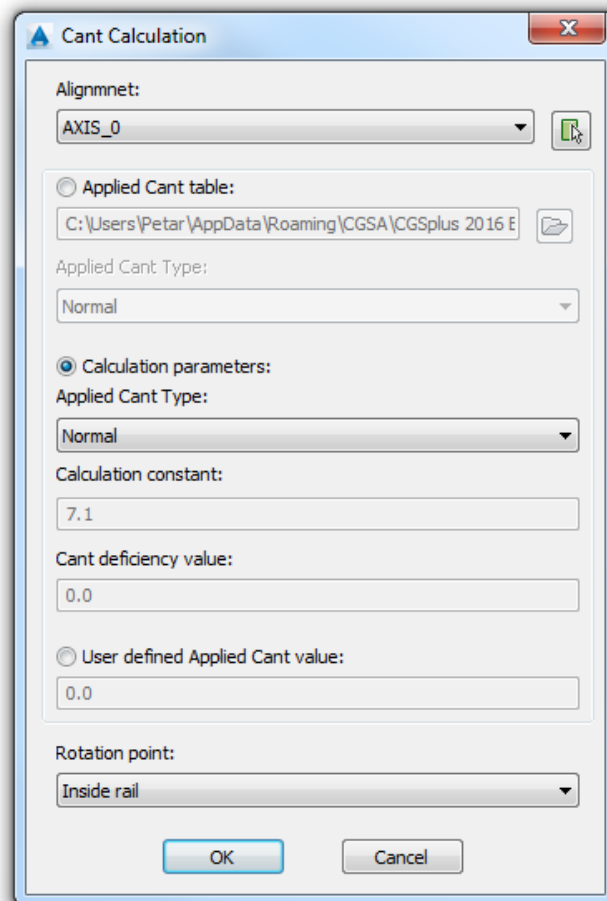 Cant Calculation
Alignmnet:
AXIS_0
Applied Cant table:
C:\Users\Petar\AppData\Roaming\CGSA\CGSplus 2016 E
Applied Cant Type:
Normal
Calculation parameters:
Applied Cant Type:
Normal
Calculation constant:
7.1
Cant deficiency value:
0.0
User defined Applied Cant value:
0.0
Rotation point:
Inside rail
OK Cancel